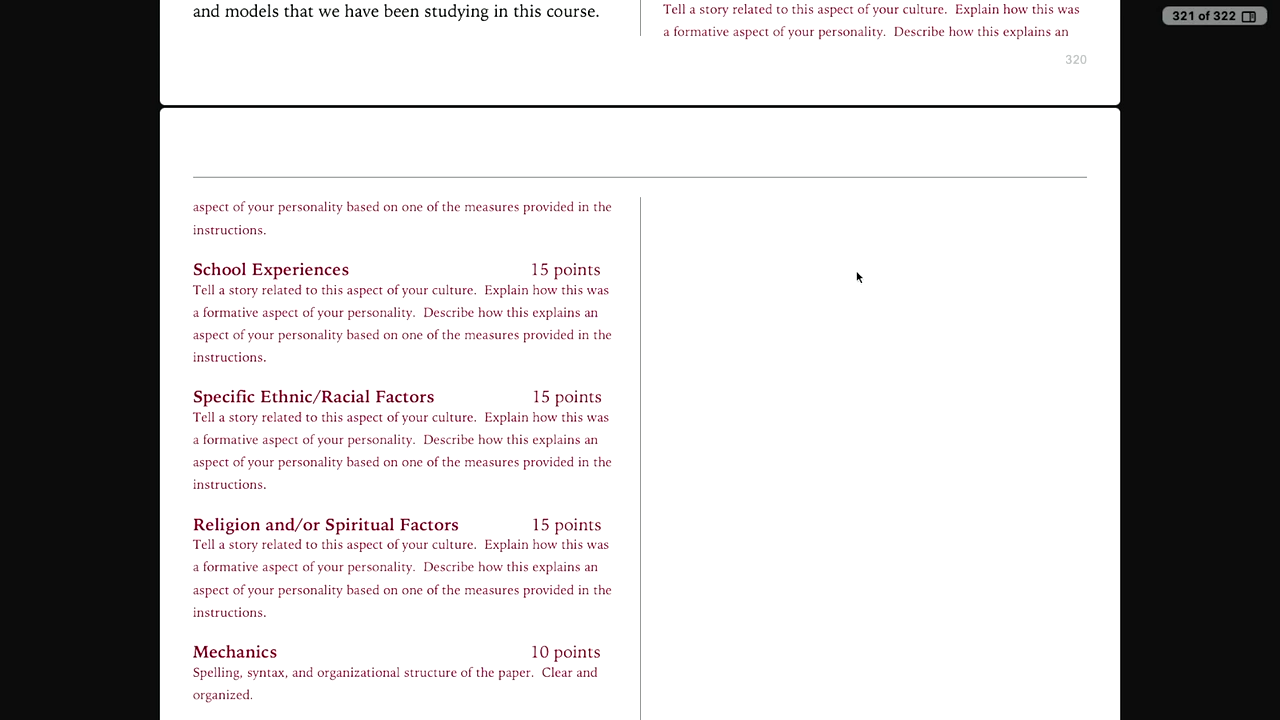 321 of 322
and models that we have been studying in this course.
Tell a story related to this aspect of your culture.  Explain how this was
a formative aspect of your personality.  Describe how this explains an
320
aspect of your personality based on one of the measures provided in the
instructions.
School Experiences 15 points
Tell a story related to this aspect of your culture.  Explain how this was
a formative aspect of your personality.  Describe how this explains an
aspect of your personality based on one of the measures provided in the
instructions.
Specific Ethnic/Racial Factors 15 points
Tell a story related to this aspect of your culture.  Explain how this was
a formative aspect of your personality.  Describe how this explains an
aspect of your personality based on one of the measures provided in the
instructions.
Religion and/or Spiritual Factors 15 points
Tell a story related to this aspect of your culture.  Explain how this was
a formative aspect of your personality.  Describe how this explains an
aspect of your personality based on one of the measures provided in the
instructions.
Mechanics 10 points
Spelling, syntax, and organizational structure of the paper.  Clear and
organized.